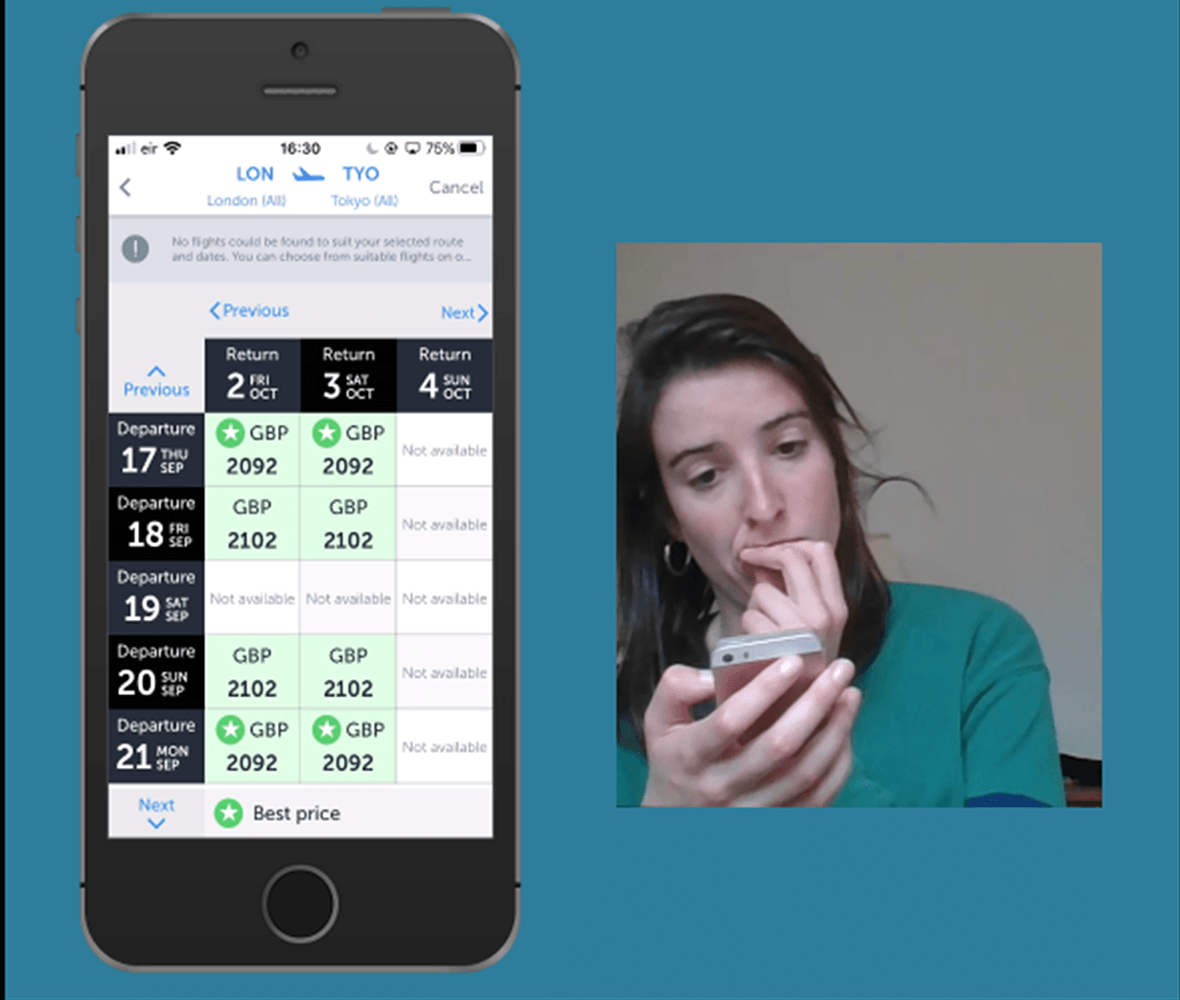 eir 16:30 75%
LON TYO
London (All) Tokyo (All) Cancel
No flights could be found to suit your selected route
and dates. You can choose from suitable flights on o...
Previous Next
Previous
Return Return Return
2 FRI OCT 3 SAT OCT 4 SUN OCT
Departure GBP GBP
17 THU SEP 2092 2092 Not available
Departure GBP GBP
18 FRI SEP 2102 2102 Not available
Departure
19 SAT SEP Not available Not available Not available
Departure GBP GBP
20 SUN SEP 2102 2102 Not available
Departure GBP GBP
21 MON SEP 2092 2092 Not available
Next Best price